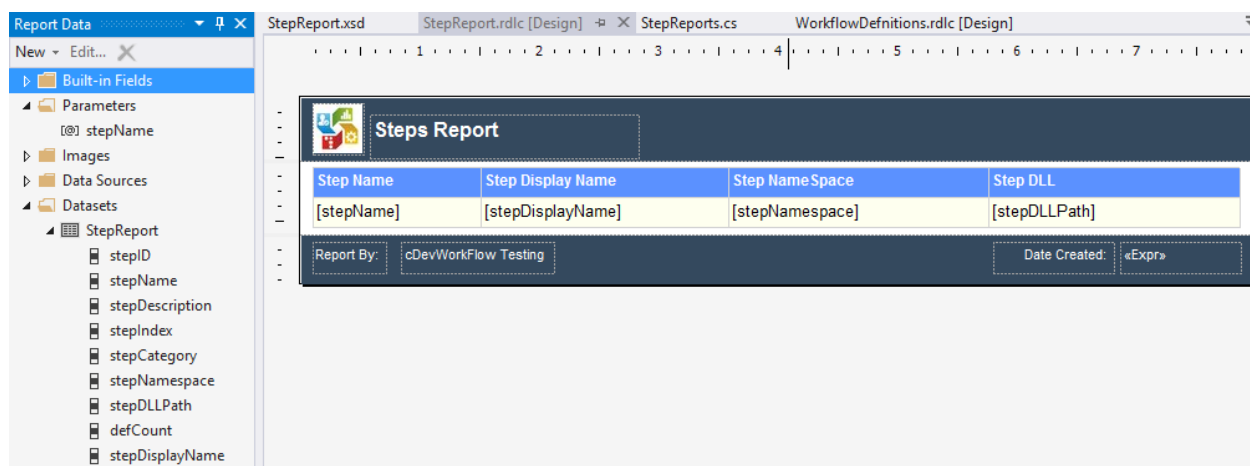 Report Data
StepReport.xsd StepReport.rdlc [Design] StepReports.cs WorkflowDefnitions.rdlc [Design]
New Edit...
1 2 3 4 5 6 7
Built-in Fields
Parameters
[@] stepName
Images
Data Sources
Datasets
StepReport
stepID
stepName
stepDescription
stepIndex
stepCategory
stepNamespace
stepDLLPath
defCount
stepDisplayName
Steps Report
Step Name Step Display Name Step NameSpace Step DLL
[stepName] [stepDisplayName] [stepNamespace] [stepDLLPath]
Report By: cDevWorkFlow Testing Date Created: «Expr»